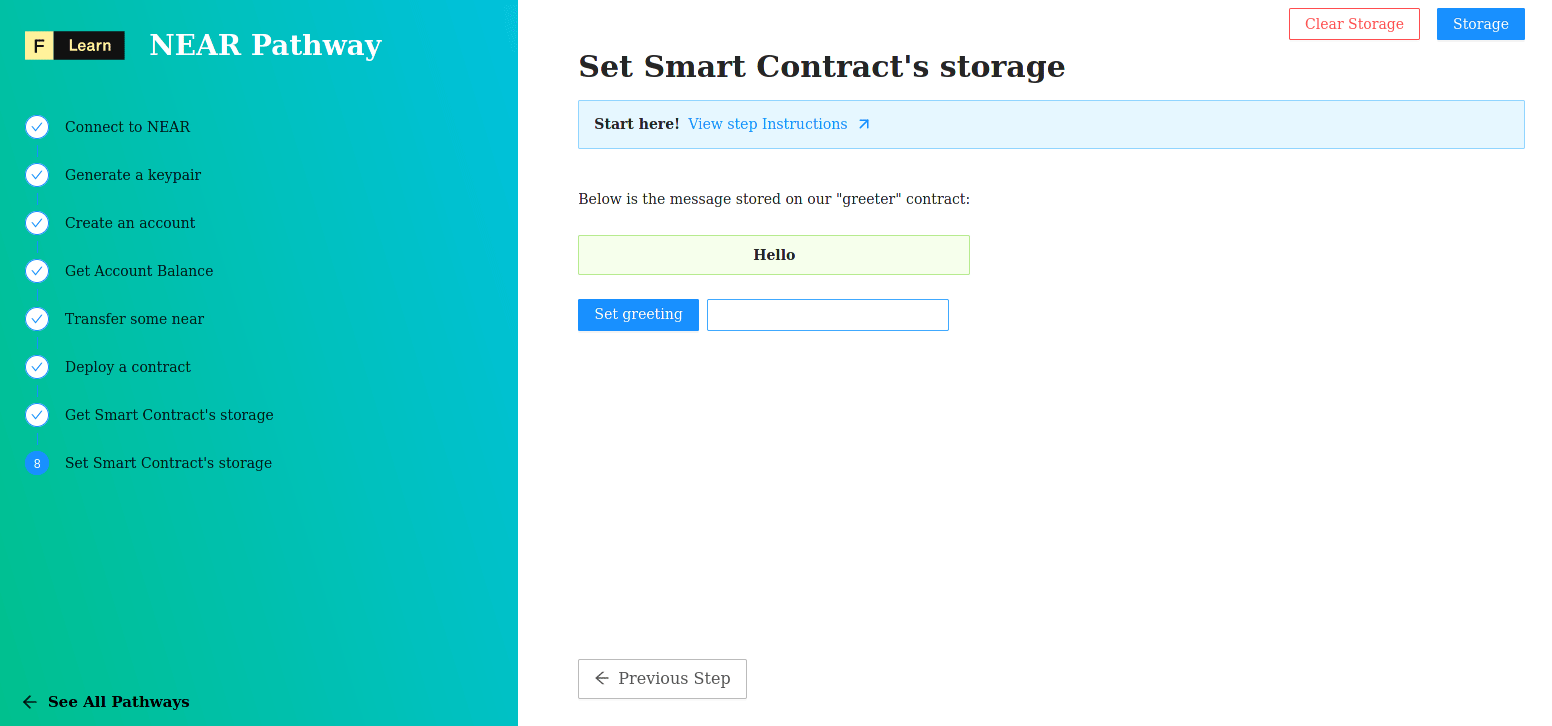 F Learn NEAR Pathway
Connect to NEAR
Generate a keypair
Create an account
Get Account Balance
Transfer some near
Deploy a contract
Get Smart Contract's storage
8 Set Smart Contract's storage
See All Pathways
Clear Storage Storage
Set Smart Contract's storage
Start here! View step Instructions
Below is the message stored on our "greeter" contract:
Hello
Set greeting
Previous Step